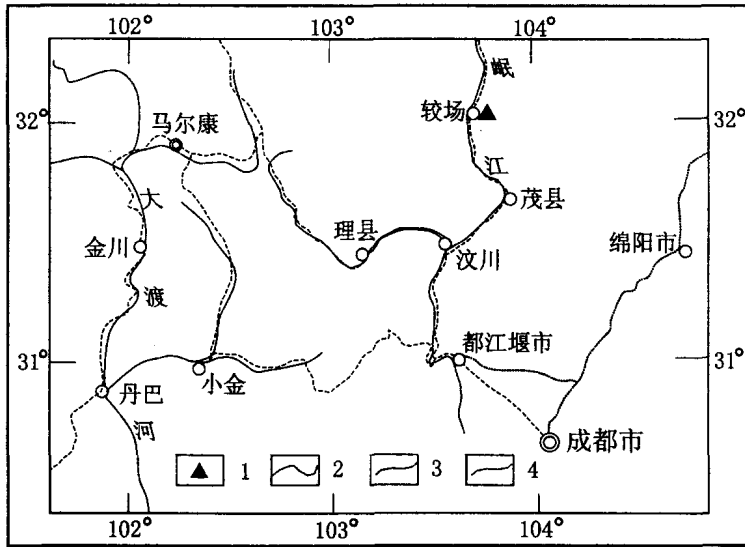 102° 103° 104°
岷
32° 较场 32°
马尔康
江
大
茂县
理县
绵阳市
金川
汶川
渡
31° 都江堰市 31°
小金
丹巴
河
成都市
1 2 3 4
102° 103° 104°